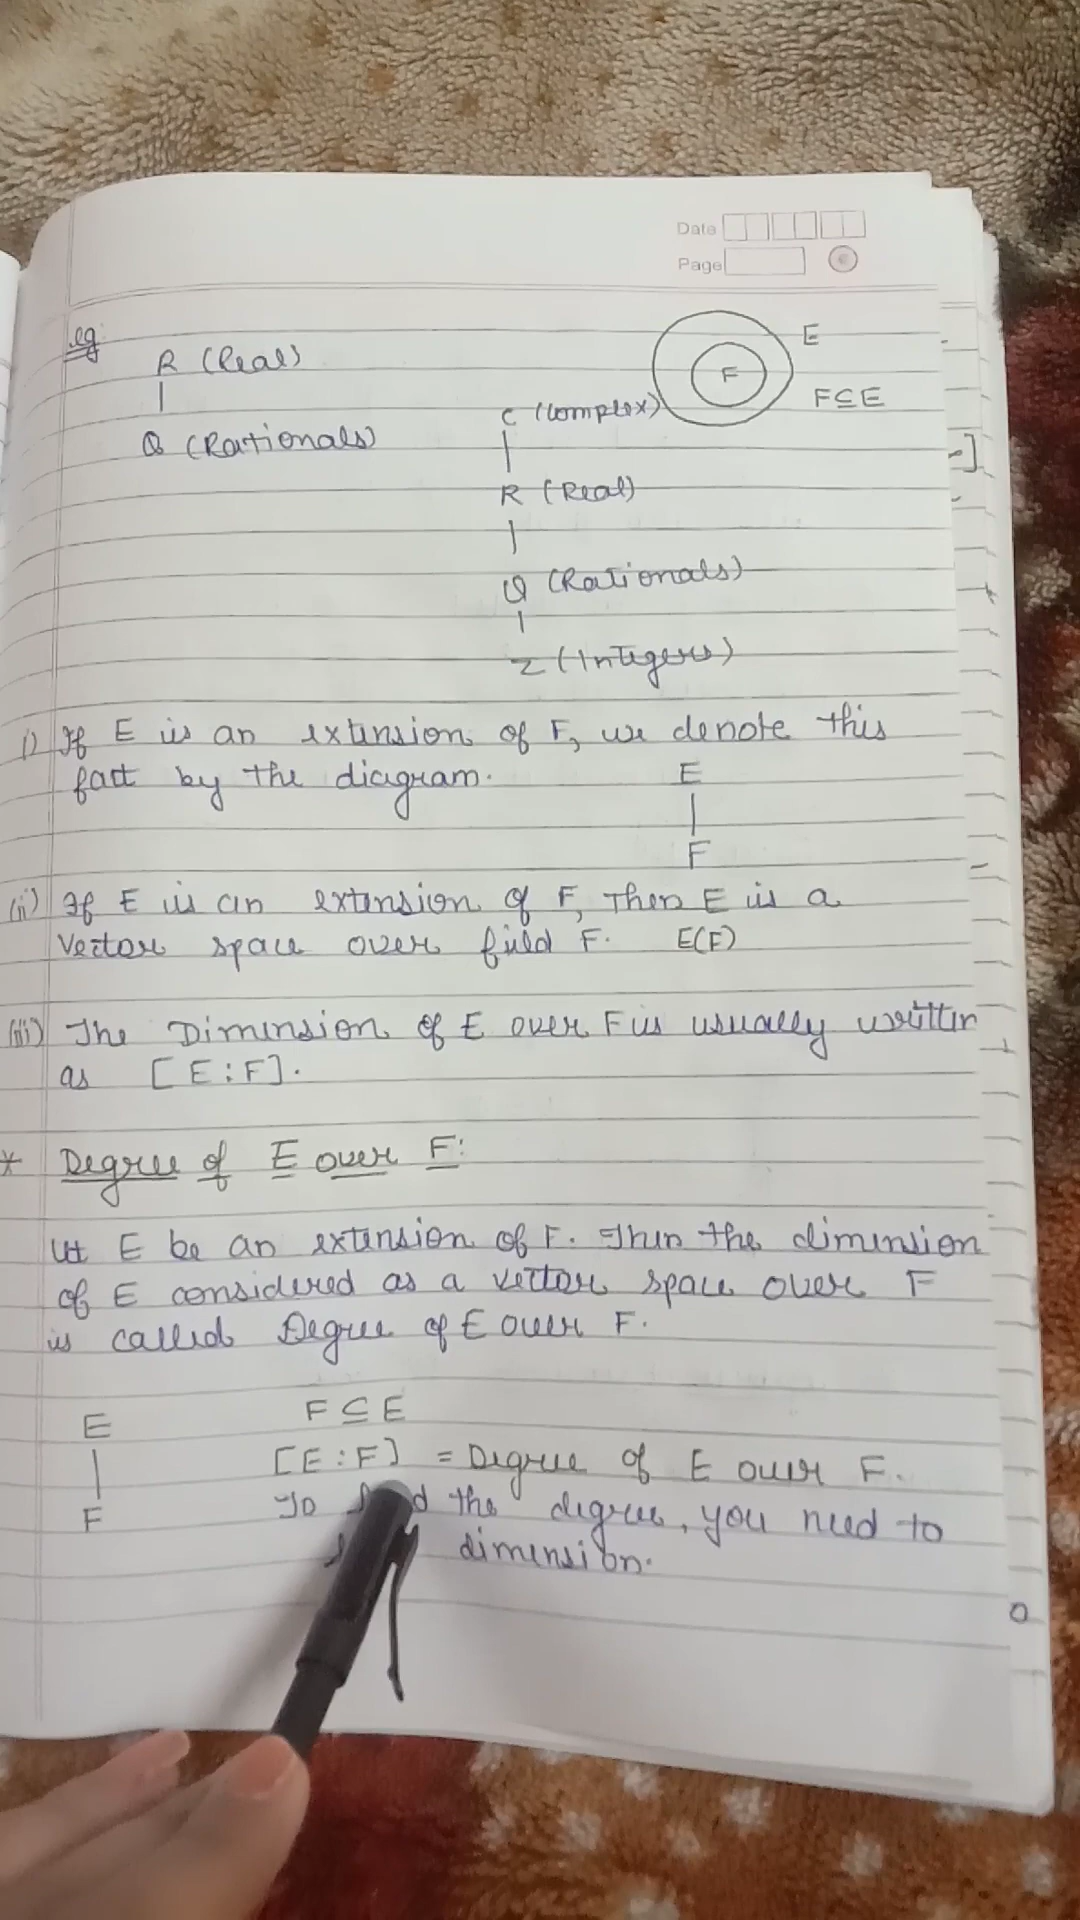 Date
Page
eg
R (Real)
Q (Rationals)
E
F
F⊆E
C (Complex)
R (Real)
Q (Rationals)
Z (Integers)
i) If E is an extension of F, we denote this
fact by the diagram.
E
F
(ii) If E is an extension of F, Then E is a
Vector space over field F. E(F)
(iii) The Dimension of E over F is usually written
as [E:F].
* Degree of E over F:
Let E be an extension of F. Then the dimension
of E considered as a vector space over F
is called Degree of E over F.
E
F
F⊆E
[E:F] = Degree of E over F.
To the degree, you need to
dimension.